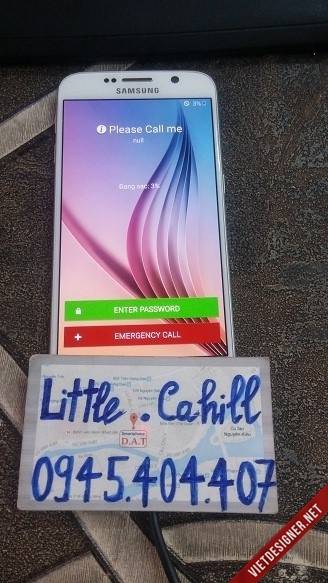 SAMSUNG
3%
Please Call me
null
Đang sạc: 3%
ENTER PASSWORD
EMERGENCY CALL
Little. Cahill
D.A.T
0945.404.407
VIETDESIGNER.NET